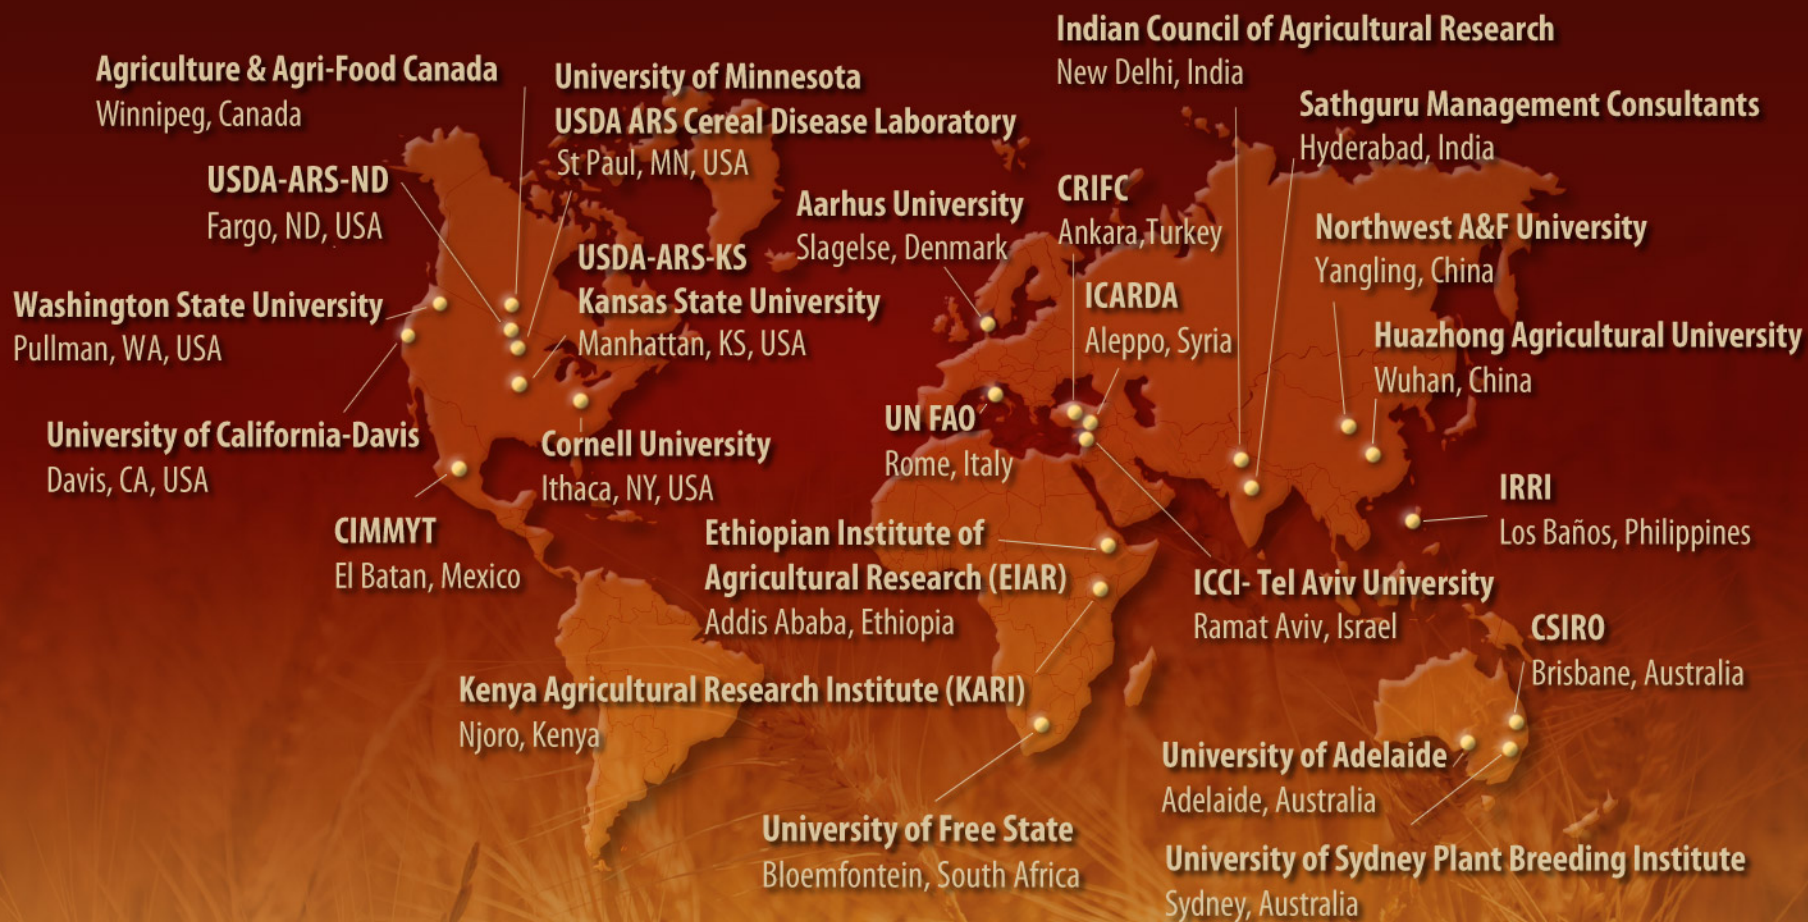 Indian Council of Agricultural Research
New Delhi, India
Agriculture & Agri-Food Canada
Winnipeg, Canada
University of Minnesota
USDA ARS Cereal Disease Laboratory
St Paul, MN, USA
Sathguru Management Consultants
Hyderabad, India
USDA-ARS-ND
Fargo, ND, USA
Aarhus University
Slagelse, Denmark
CRIFC
Ankara,Turkey
Northwest A&F University
Yangling, China
USDA-ARS-KS
Kansas State University
Manhattan, KS, USA
Washington State University
Pullman, WA, USA
ICARDA
Aleppo, Syria
Huazhong Agricultural University
Wuhan, China
University of California-Davis
Davis, CA, USA
Cornell University
Ithaca, NY, USA
UN FAO
Rome, Italy
IRRI
Los Baños, Philippines
CIMMYT
El Batan, Mexico
Ethiopian Institute of
Agricultural Research (EIAR)
Addis Ababa, Ethiopia
ICCI- Tel Aviv University
Ramat Aviv, Israel
CSIRO
Brisbane, Australia
Kenya Agricultural Research Institute (KARI)
Njoro, Kenya
University of Adelaide
Adelaide, Australia
University of Free State
Bloemfontein, South Africa
University of Sydney Plant Breeding Institute
Sydney, Australia